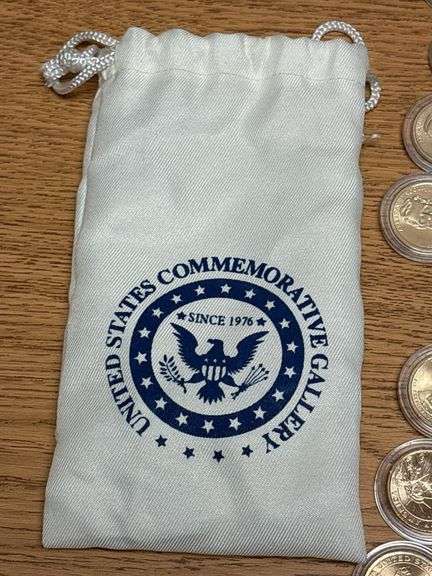 UNITED STATES COMMEMORATIVE GALLERY
★SINCE 1976★